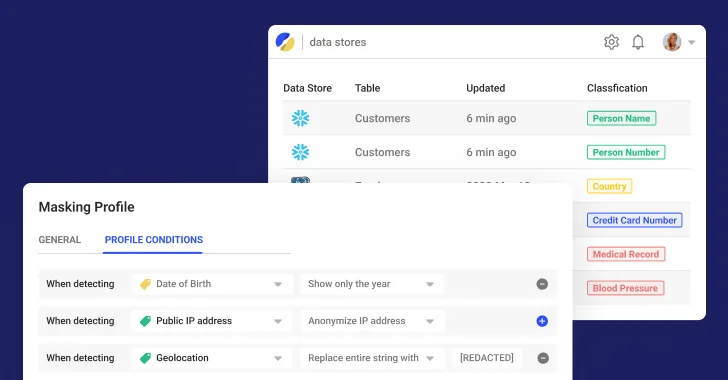 data stores
Data Store Table Updated Classfication
Customers 6 min ago Person Name
Customers 6 min ago Person Number
Country
Credit Card Number
Medical Record
Blood Pressure
Masking Profile
GENERAL PROFILE CONDITIONS
When detecting Date of Birth Show only the year
When detecting Public IP address Anonymize IP address
When detecting Geolocation Replace entire string with [REDACTED]